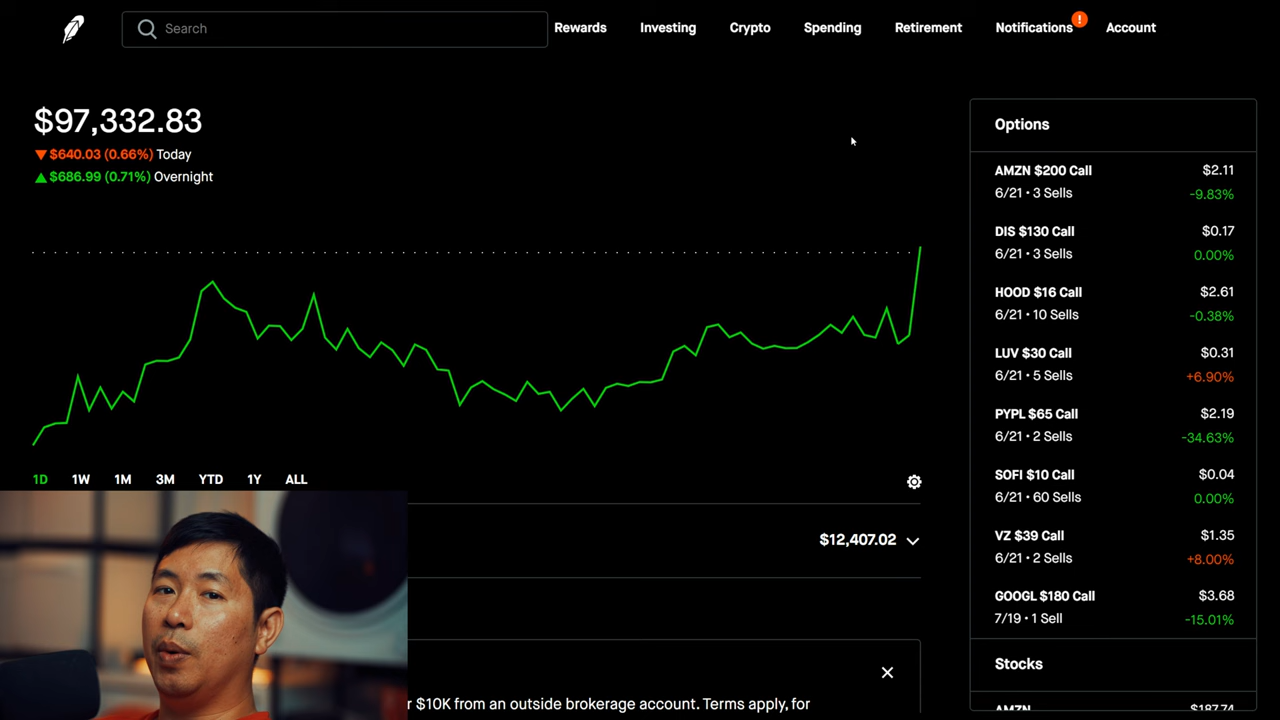 Search
Rewards
Investing
Crypto
Spending
Retirement
Notifications
!
Account
$97,332.83
▼ $640.03 (0.66%) Today
▲ $686.99 (0.71%) Overnight
1D
1W
1M
3M
YTD
1Y
ALL
$12,407.02
r $10K from an outside brokerage account. Terms apply, for
Options
AMZN $200 Call
$2.11
6/21 • 3 Sells
-9.83%
DIS $130 Call
$0.17
6/21 • 3 Sells
0.00%
HOOD $16 Call
$2.61
6/21 • 10 Sells
-0.38%
LUV $30 Call
$0.31
6/21 • 5 Sells
+6.90%
PYPL $65 Call
$2.19
6/21 • 2 Sells
-34.63%
SOFI $10 Call
$0.04
6/21 • 60 Sells
0.00%
VZ $39 Call
$1.35
6/21 • 2 Sells
+8.00%
GOOGL $180 Call
$3.68
7/19 • 1 Sell
-15.01%
Stocks
AMZN
$187.74